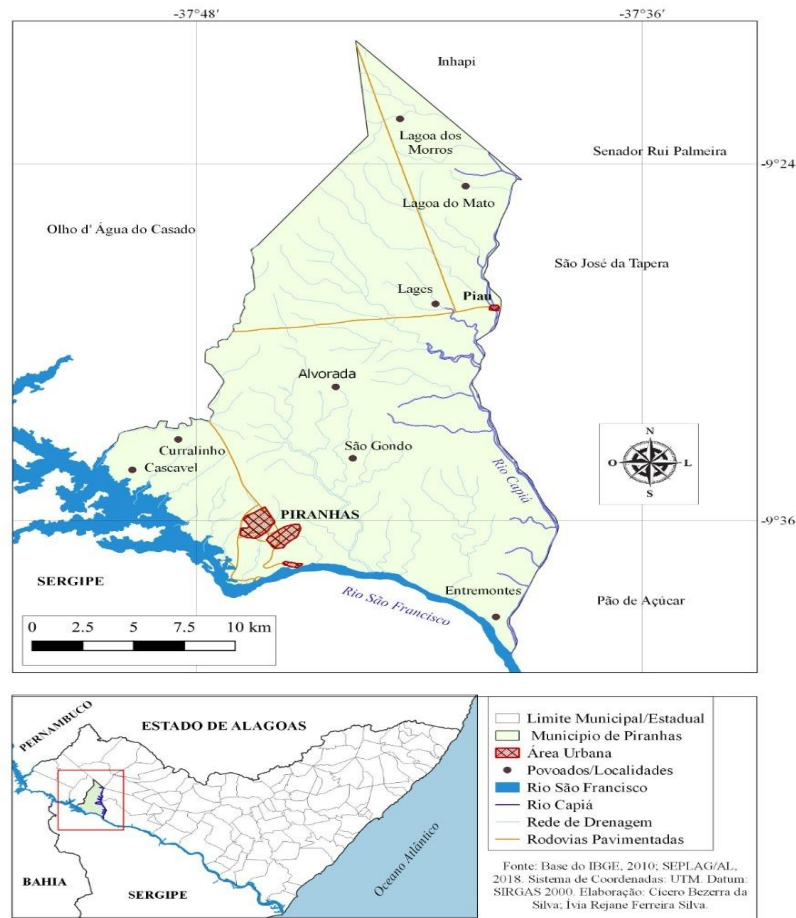 -37°48'
-37°36'
Inhapi
Lagoa dos
Morros
Senador Rui Palmeira
-9°24
Lagoa do Mato
Olho d' Água do Casado
São José da Tapera
Lages
Piau
Alvorada
Curralinho
São Gondo
Cascavel
Rio Capiá
N
O
L
S
PIRANHAS
-9°36
SERGIPE
Entremontes
Rio São Francisco
Pão de Açúcar
0 2.5 5 7.5 10 km
PERNAMBUCO
ESTADO DE ALAGOAS
Oceano Atlântico
BAHIA
SERGIPE
Limite Municipal/Estadual
Município de Piranhas
Área Urbana
Povoados/Localidades
Rio São Francisco
Rio Capiá
Rede de Drenagem
Rodovias Pavimentadas
Fonte: Base do IBGE, 2010; SEPLAG/AL,
2018. Sistema de Coordenadas: UTM. Datum:
SIRGAS 2000. Elaboração: Cícero Bezerra da
Silva; Ívia Rejane Ferreira Silva.